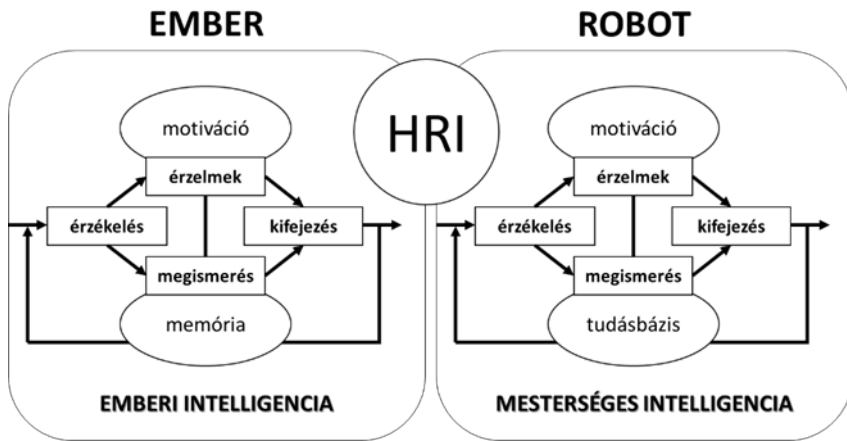 EMBER
ROBOT
HRI
motiváció
érzelmek
érzékelés
kifejezés
megismerés
memória
EMBERI INTELLIGENCIA
motiváció
érzelmek
érzékelés
kifejezés
megismerés
tudásbázis
MESTERSÉGES INTELLIGENCIA